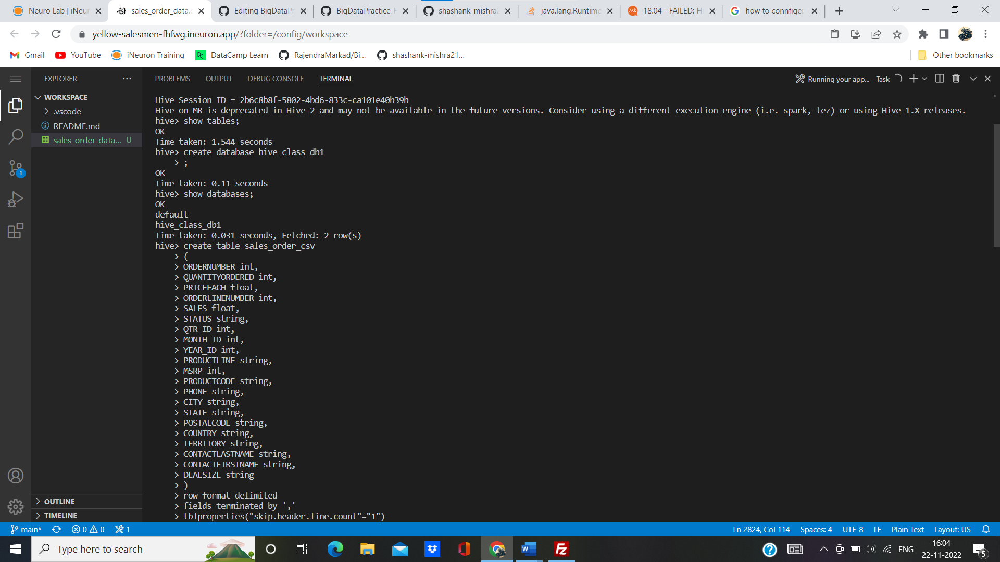 Neuro Lab | iNeur
sales_order_data.c
Editing BigDataPr
BigDataPractice-H
shashank-mishra2
java.lang.Runtime
18.04 - FAILED: Hi
how to connfiger
yellow-salesmen-fhfwg.ineuron.app/?folder=/config/workspace
Gmail
YouTube
iNeuron Training
DataCamp Learn
RajendraMarkad/Bi...
shashank-mishra21...
Other bookmarks
EXPLORER
PROBLEMS
OUTPUT
DEBUG CONSOLE
TERMINAL
Running your app... - Task
WORKSPACE
.vscode
README.md
sales_order_data... U
1
Hive Session ID = 2b6c8b8f-5802-4bd6-833c-ca101e40b39b
Hive-on-MR is deprecated in Hive 2 and may not be available in the future versions. Consider using a different execution engine (i.e. spark, tez) or using Hive 1.X releases.
hive> show tables;
OK
Time taken: 1.544 seconds
hive> create database hive_class_db1
> ;
OK
Time taken: 0.11 seconds
hive> show databases;
OK
default
hive_class_db1
Time taken: 0.031 seconds, Fetched: 2 row(s)
hive> create table sales_order_csv
> (
> ORDERNUMBER int,
> QUANTITYORDERED int,
> PRICEEACH float,
> ORDERLINENUMBER int,
> SALES float,
> STATUS string,
> QTR_ID int,
> MONTH_ID int,
> YEAR_ID int,
> PRODUCTLINE string,
> MSRP int,
> PRODUCTCODE string,
> PHONE string,
> CITY string,
> STATE string,
> POSTALCODE string,
> COUNTRY string,
> TERRITORY string,
> CONTACTLASTNAME string,
> CONTACTFIRSTNAME string,
> DEALSIZE string
> )
> row format delimited
> fields terminated by ','
> tblproperties("skip.header.line.count"="1")
OUTLINE
TIMELINE
main*
0
0
1
Ln 2824, Col 114
Spaces: 4
UTF-8
LF
Plain Text
Layout: US
Type here to search
ENG
16:04
22-11-2022
5